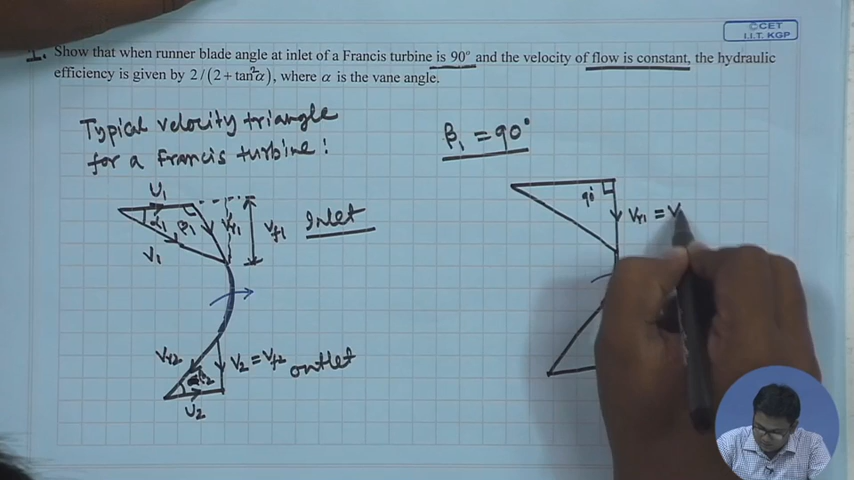 ©CET
I.I.T. KGP
1. Show that when runner blade angle at inlet of a Francis turbine is 90° and the velocity of flow is constant, the hydraulic
efficiency is given by 2/(2+tan²α), where α is the vane angle.
Typical velocity triangle
for a Francis turbine:
β₁ = 90°
U₁
α₁ β₁ Vr1 Vf1 Inlet
V₁
90° Vr1 = V
Vr2 V₂ = Vf2 outlet
U₂